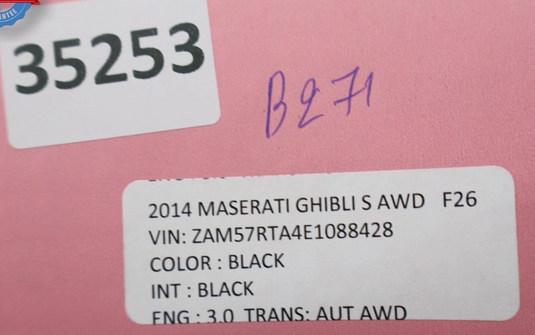 35253
B271
2014 MASERATI GHIBLI S AWD F26
VIN: ZAM57RTA4E1088428
COLOR : BLACK
INT : BLACK
ENG : 3.0 TRANS: AUT AWD